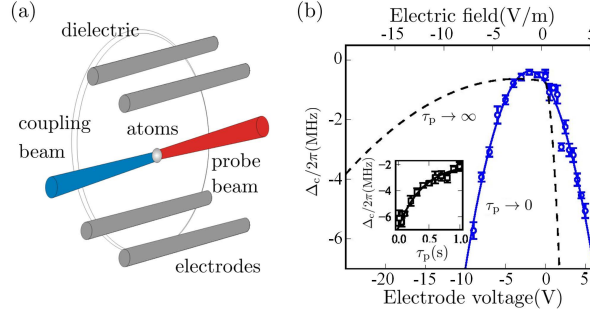 (a)
dielectric
coupling
beam
atoms
probe
beam
electrodes
(b)
Electric field(V/m)
−15 −10 −5 0 5
Δc/2π(MHz)
0
−2
−4
−6
τp → ∞
τp → 0
Δc/2π(MHz)
−2
−4
−6
0.0 0.5 1.0
τp(s)
−20 −15 −10 −5 0 5
Electrode voltage(V)